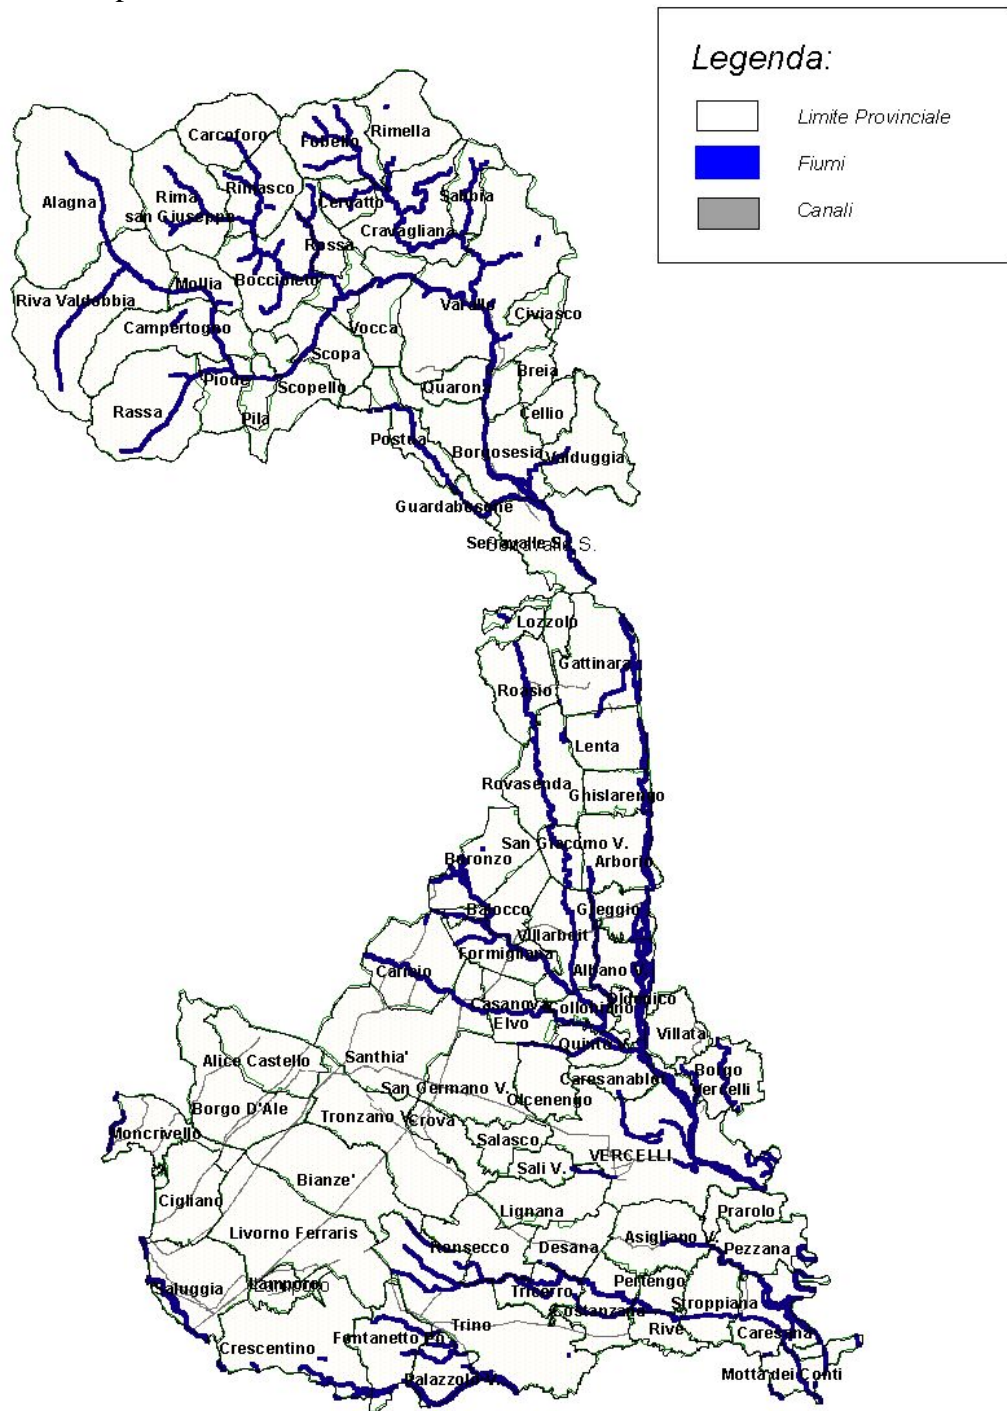 Legenda:
Limite Provinciale
Fiumi
Canali
Carcoforo
Rimella
Fobello
Alagna
Rima
san Giuseppe
Rimasco
Cervatto
Sabbia
Cravagliana
Rossa
Mollia
Boccioleto
Riva Valdobbia
Campertogno
Vocca
Varallo
Civiasco
Scopa
Breia
Piode
Scopello
Quarona
Rassa
Pila
Cellio
Postua
Borgosesia
Valduggia
Guardabosone
Serravalle S.
Lozzolo
Gattinara
Roasio
Lenta
Rovasenda
Ghislarengo
San Giacomo V.
Buronzo
Arborio
Balocco
Greggio
Villarboit
Formigliana
Albano V.
Carisio
Casanova
Elvo
Collobiano
Oldenico
Quinto V.
Villata
Alice Castello
Santhia'
San Germano V.
Caresanablot
Borgo
Vercelli
Olcenengo
Borgo D'Ale
Tronzano V.
Crova
Moncrivello
Salasco
VERCELLI
Sali V.
Bianze'
Cigliano
Lignana
Prarolo
Livorno Ferraris
Ronsecco
Desana
Asigliano V.
Pezzana
Saluggia
Lamporo
Tricerro
Pertengo
Stroppiana
Costanzana
Trino
Rive
Caresana
Crescentino
Fontanetto Po
Palazzolo V.
Motta dei Conti